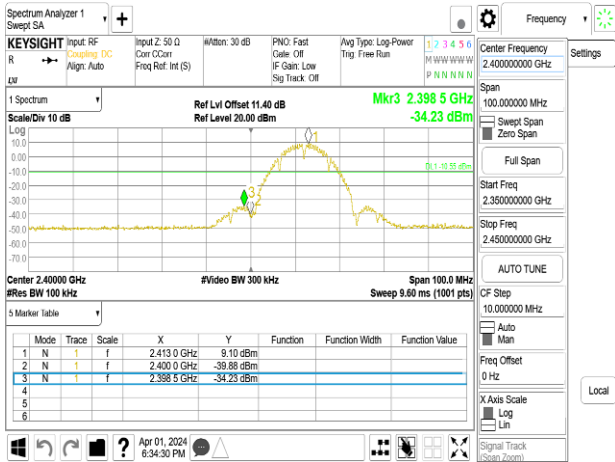 Spectrum Analyzer 1
Swept SA
Frequency
KEYSIGHT
R
Input: RF
Coupling: DC
Align: Auto
Input Z: 50 Ω
Corr CCorr
Freq Ref: Int (S)
#Atten: 30 dB
PNO: Fast
Gate: Off
IF Gain: Low
Sig Track: Off
Avg Type: Log-Power
Trig: Free Run
1 2 3 4 5 6
M W W W W W
P N N N N N
1 Spectrum
Scale/Div 10 dB
Ref Lvl Offset 11.40 dB
Ref Level 20.00 dBm
Mkr3 2.398 5 GHz
-34.23 dBm
Log
10.0
0.00
-10.0
-20.0
-30.0
-40.0
-50.0
-60.0
-70.0
1
2
3
DL1 -10.55 dBm
Center 2.40000 GHz
#Res BW 100 kHz
#Video BW 300 kHz
Span 100.0 MHz
Sweep 9.60 ms (1001 pts)
5 Marker Table
Mode Trace Scale X Y Function Function Width Function Value
1 N 1 f 2.413 0 GHz 9.10 dBm
2 N 1 f 2.400 0 GHz -39.88 dBm
3 N 1 f 2.398 5 GHz -34.23 dBm
4
5
6
Apr 01, 2024
6:34:30 PM
Center Frequency
2.400000000 GHz
Span
100.000000 MHz
Swept Span
Zero Span
Full Span
Start Freq
2.350000000 GHz
Stop Freq
2.450000000 GHz
AUTO TUNE
CF Step
10.000000 MHz
Auto
Man
Freq Offset
0 Hz
X Axis Scale
Log
Lin
Signal Track
(Span Zoom)
Settings
Local